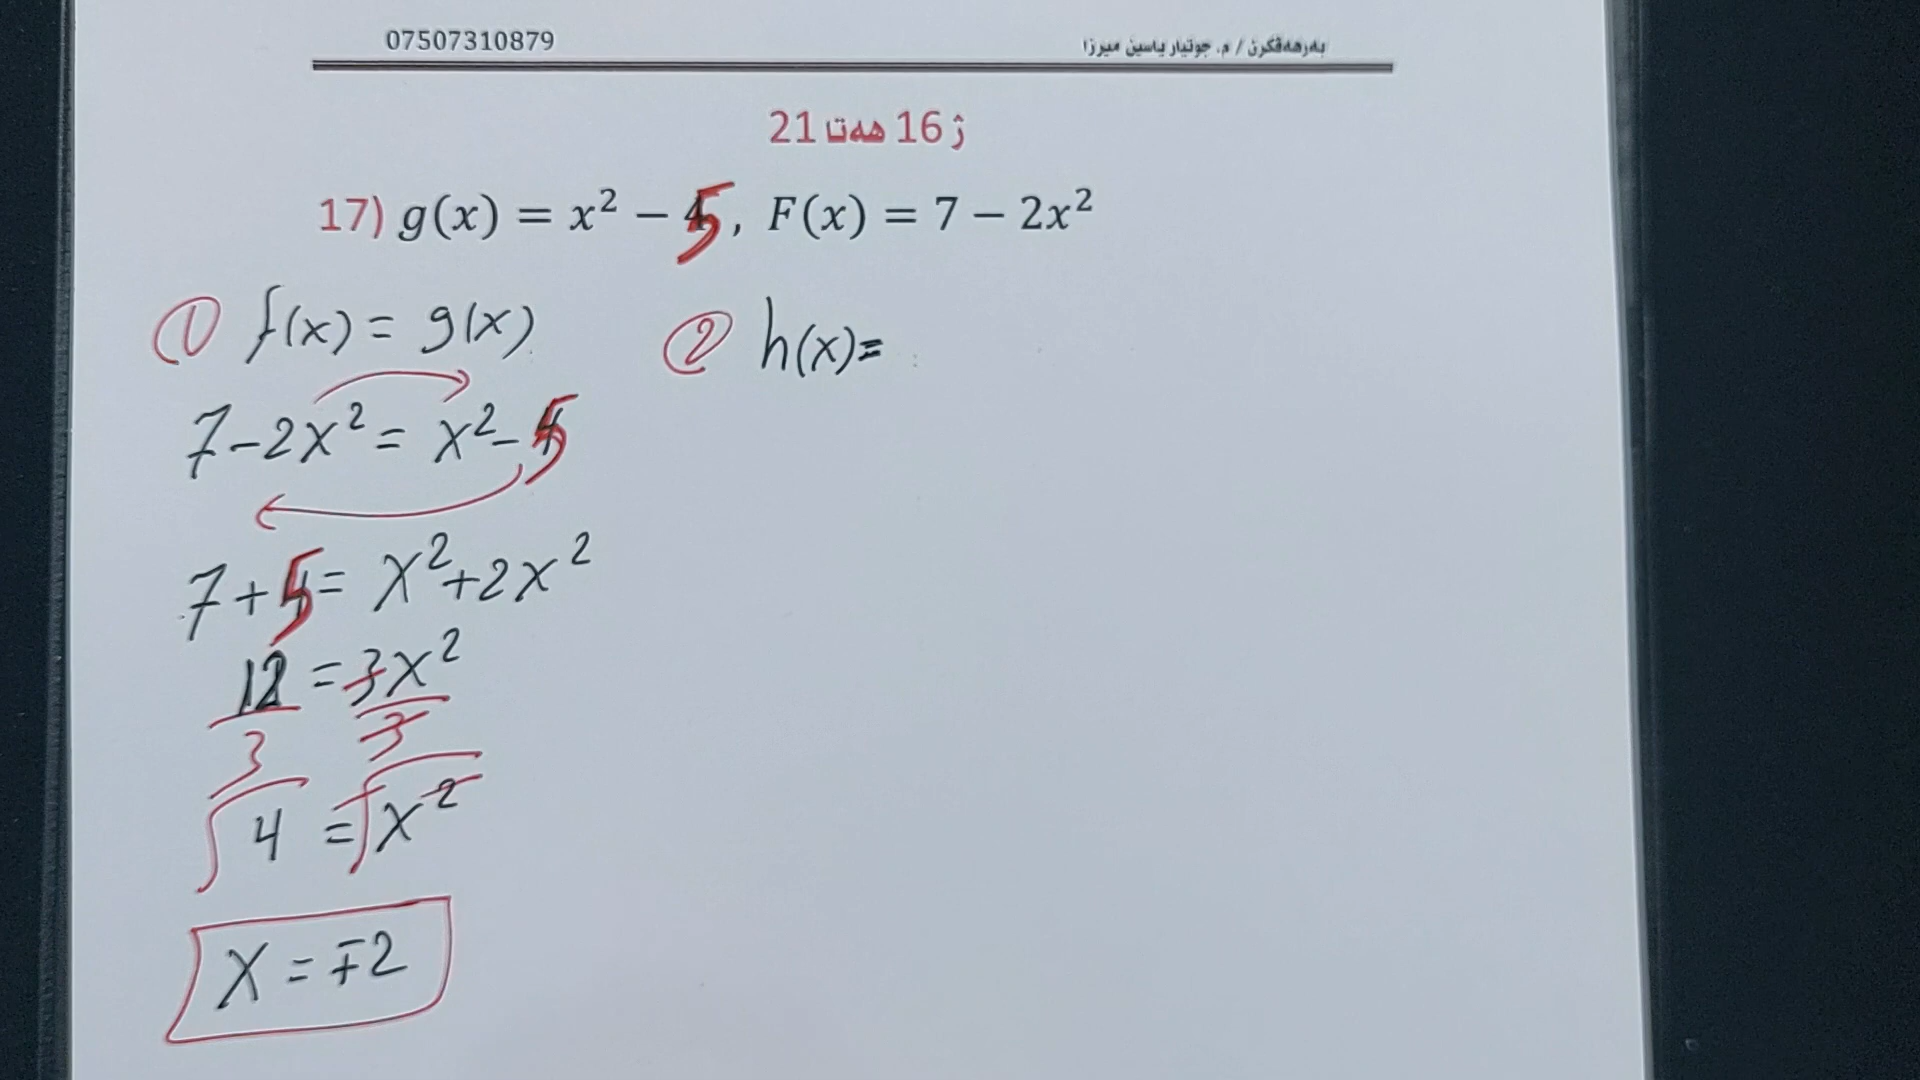 07507310879 بەرهەڤکرن / م. جوتیار یاسین میرزا
ژ 16 هەتا 21
17) g(x) = x² − 5, F(x) = 7 − 2x²
① f(x) = g(x)
7 − 2x² = x² − 5
7 + 5 = x² + 2x²
12/3 = 3x²/3
√4 = √x²
x = ∓2
② h(x) =